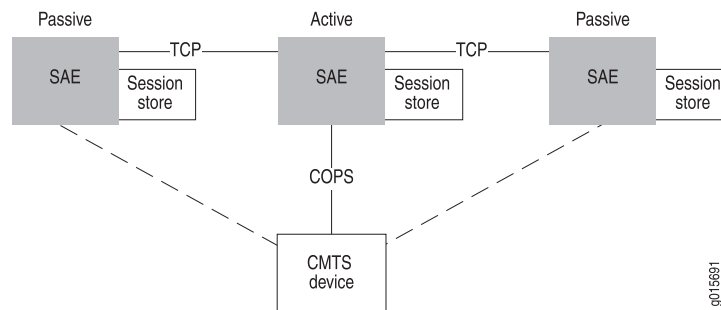 Passive
Active
Passive
TCP
TCP
SAE
Session
store
SAE
Session
store
SAE
Session
store
COPS
CMTS
device
g015691